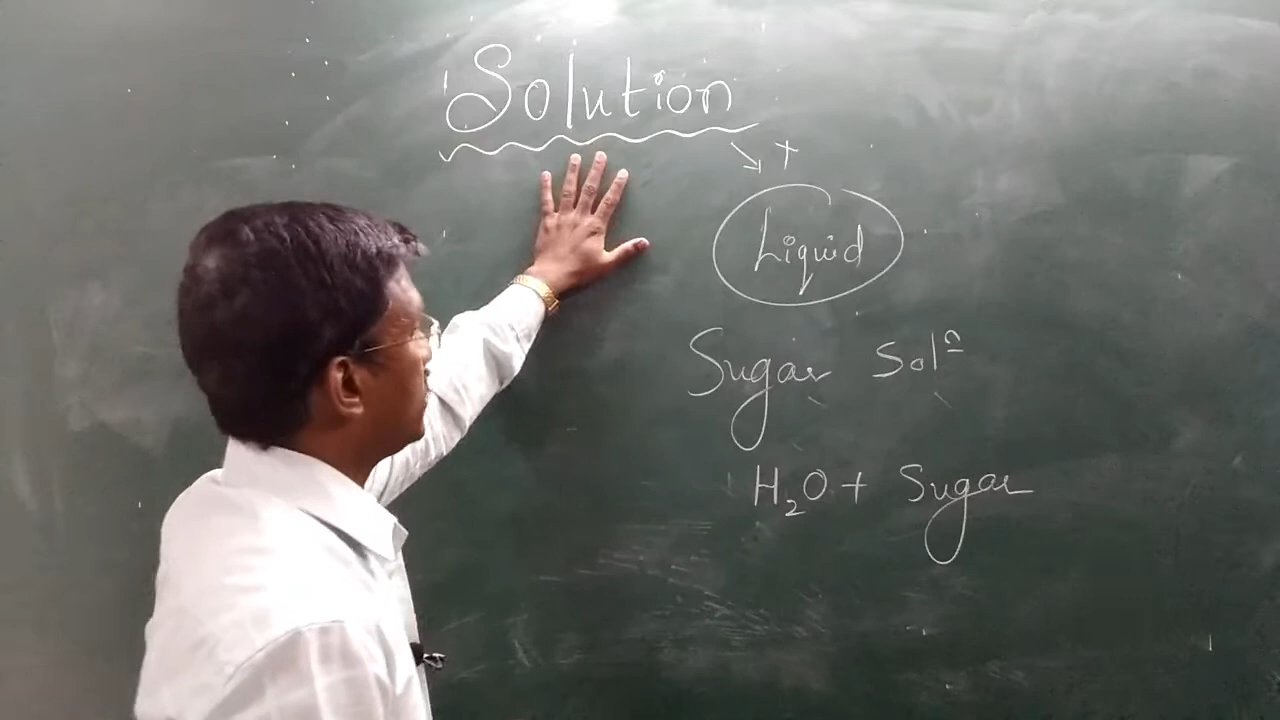 Solution
+
Liquid
Sugar Solⁿ
H₂O + Sugar